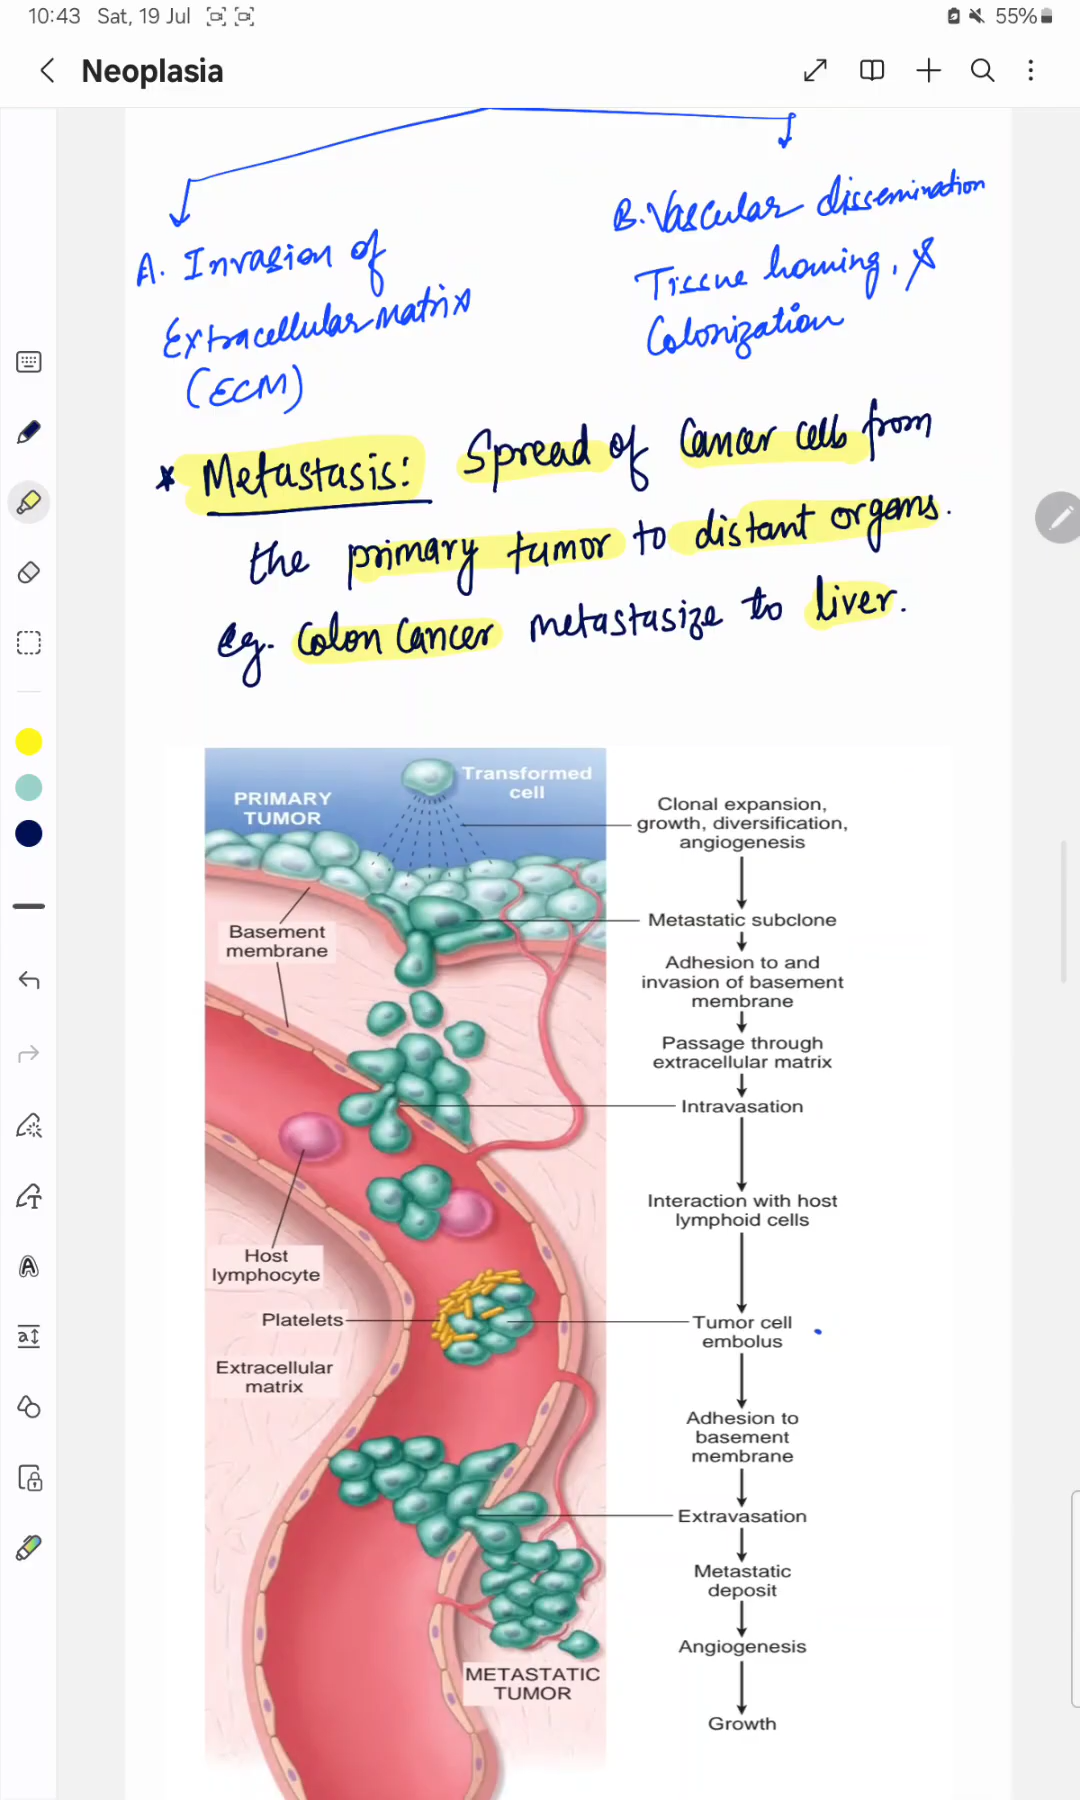 10:43 Sat, 19 Jul
55%
Neoplasia
A. Invasion of
Extracellular matrix
(ECM)
B. Vascular dissemination
Tissue homing, &
Colonization
* Metastasis: Spread of Cancer cells from
the primary tumor to distant organs.
eg. Colon Cancer metastasize to liver.
PRIMARY
TUMOR
Transformed
cell
Basement
membrane
Host
lymphocyte
Platelets
Extracellular
matrix
METASTATIC
TUMOR
Clonal expansion,
growth, diversification,
angiogenesis
Metastatic subclone
Adhesion to and
invasion of basement
membrane
Passage through
extracellular matrix
Intravasation
Interaction with host
lymphoid cells
Tumor cell
embolus
Adhesion to
basement
membrane
Extravasation
Metastatic
deposit
Angiogenesis
Growth